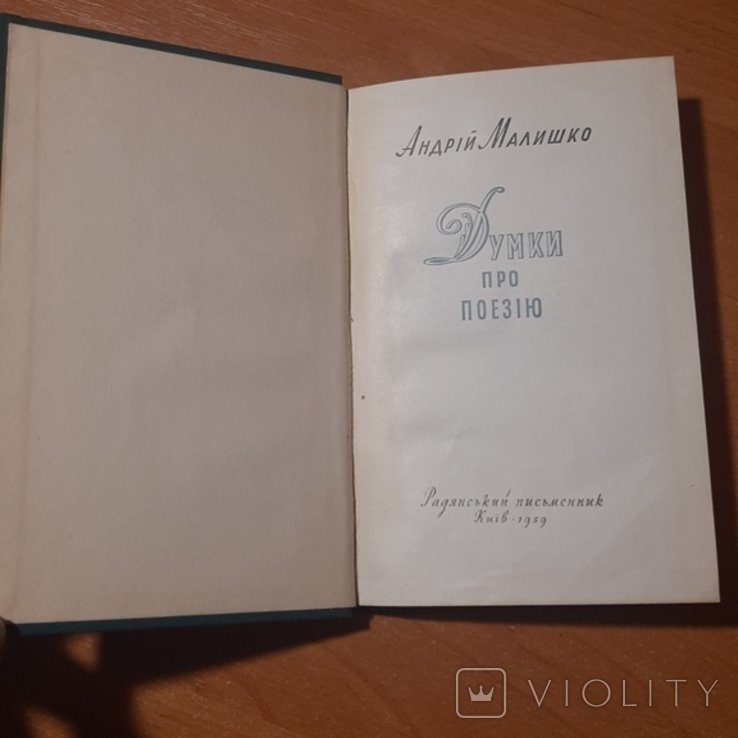 Андрій Малишко
Думки
про
поезію
Радянський письменник
Київ · 1959
VIOLITY